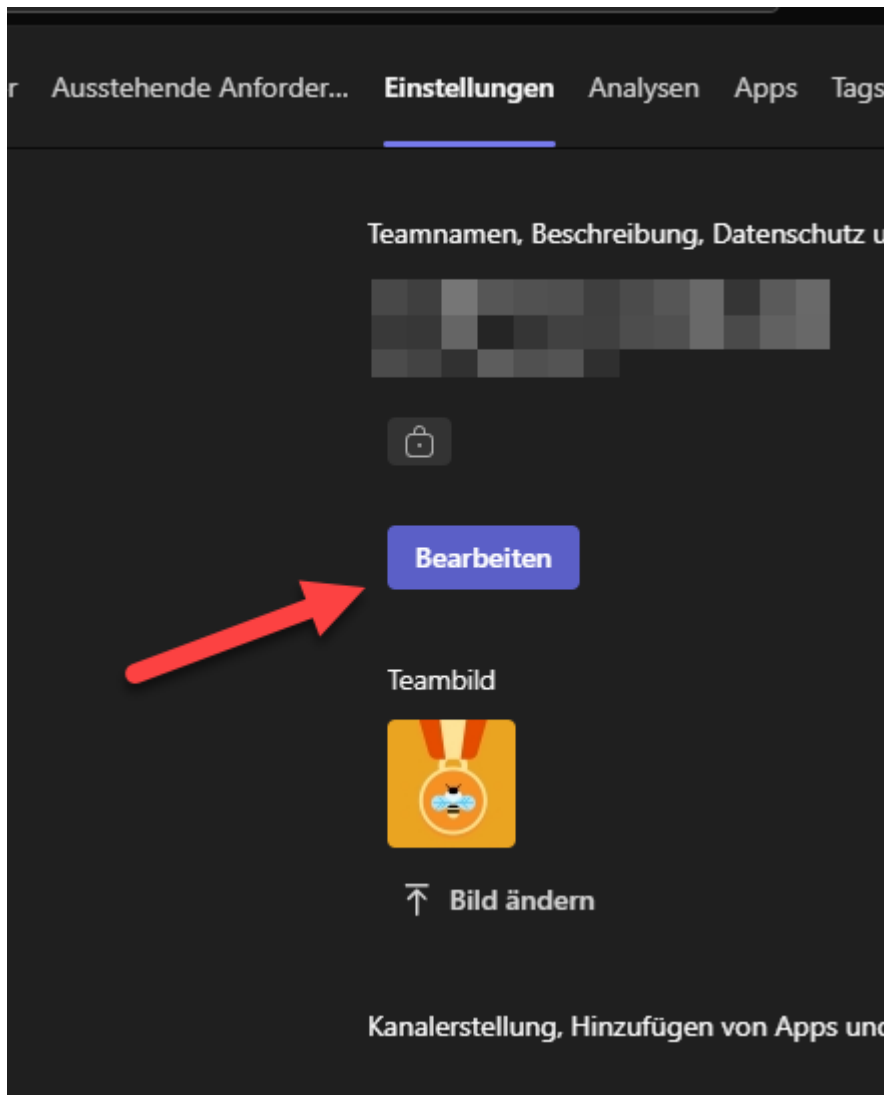 r Ausstehende Anforder... Einstellungen Analysen Apps Tags
Teamnamen, Beschreibung, Datenschutz u
Bearbeiten
Teambild
Bild ändern
Kanalerstellung, Hinzufügen von Apps und